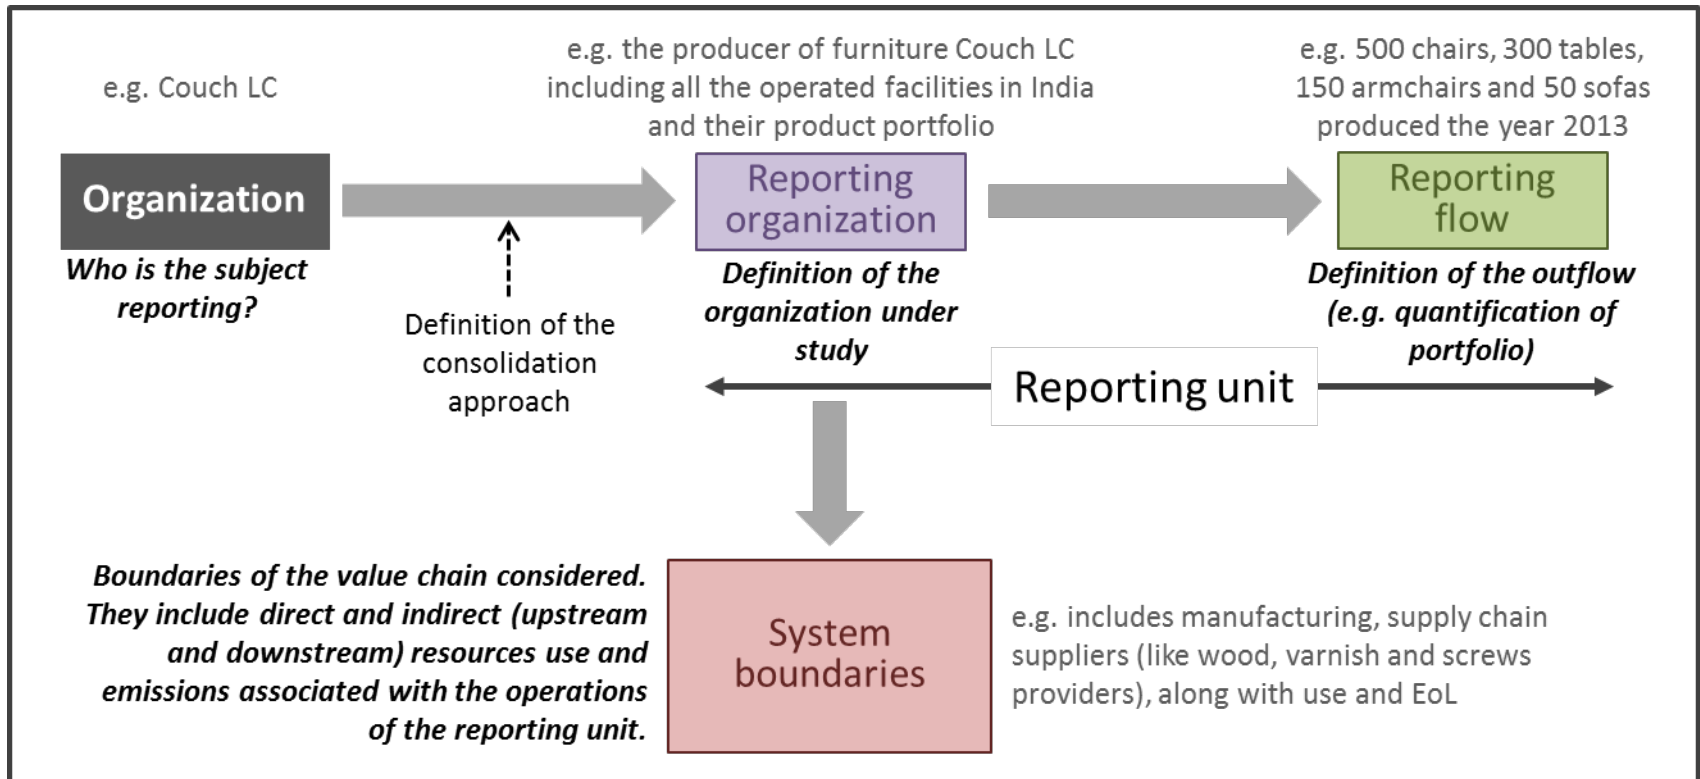 e.g. Couch LC
e.g. the producer of furniture Couch LC
including all the operated facilities in India
and their product portfolio
e.g. 500 chairs, 300 tables,
150 armchairs and 50 sofas
produced the year 2013
Organization
Reporting
organization
Reporting
flow
Who is the subject
reporting?
Definition of the
consolidation
approach
Definition of the
organization under
study
Definition of the outflow
(e.g. quantification of
portfolio)
Reporting unit
Boundaries of the value chain considered.
They include direct and indirect (upstream
and downstream) resources use and
emissions associated with the operations
of the reporting unit.
System
boundaries
e.g. includes manufacturing, supply chain
suppliers (like wood, varnish and screws
providers), along with use and EoL